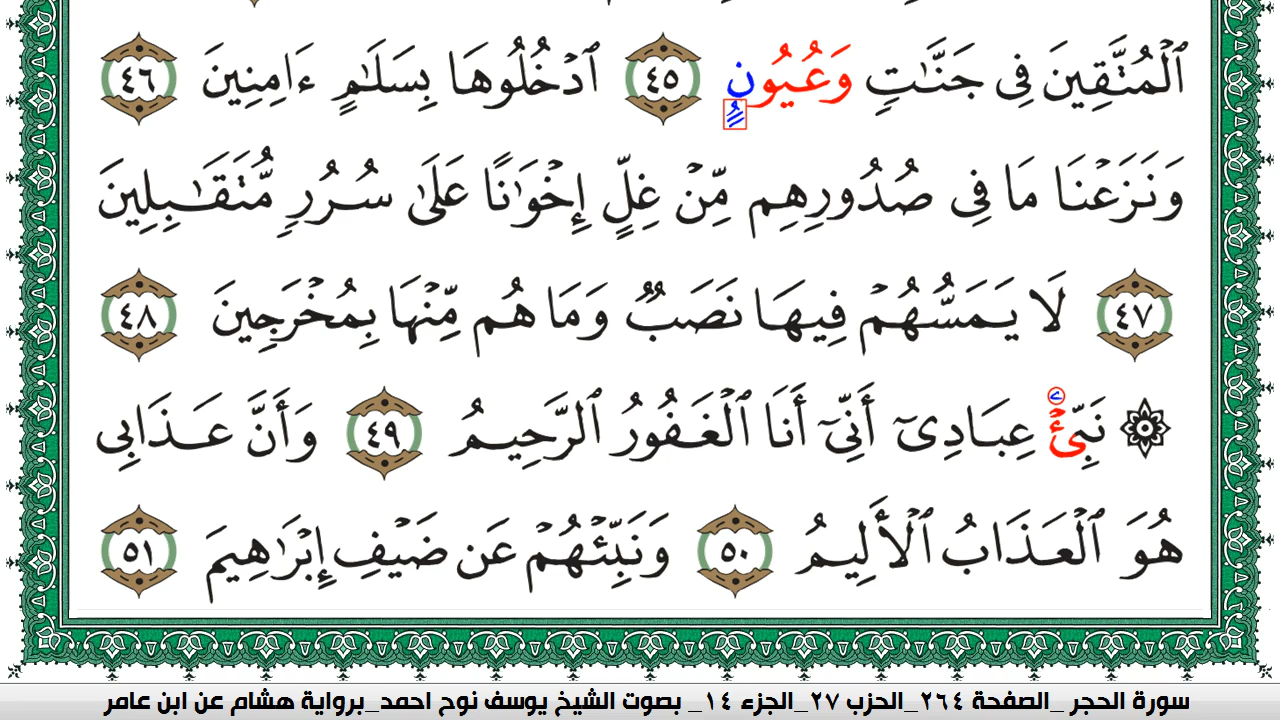 ٱلۡمُتَّقِينَ فِى جَنَّـٰتٍ وَعُيُونٍ ٤٥ ٱدۡخُلُوهَا بِسَلَـٰمٍ ءَامِنِينَ ٤٦
وَنَزَعۡنَا مَا فِى صُدُورِهِم مِّنۡ غِلٍّ إِخۡوَٰنًا عَلَىٰ سُرُرٍ مُّتَقَـٰبِلِينَ
٤٧ لَا يَمَسُّهُمۡ فِيهَا نَصَبٌ وَمَا هُم مِّنۡهَا بِمُخۡرَجِينَ ٤٨
۞ نَبِّئۡ عِبَادِىٓ أَنِّىٓ أَنَا ٱلۡغَفُورُ ٱلرَّحِيمُ ٤٩ وَأَنَّ عَذَابِى
هُوَ ٱلۡعَذَابُ ٱلۡأَلِيمُ ٥٠ وَنَبِّئۡهُمۡ عَن ضَيۡفِ إِبۡرَٰهِيمَ ٥١
سورة الحجر _الصفحة ٢٦٤_الحزب ٢٧_الجزء ١٤_ بصوت الشيخ يوسف نوح احمد_برواية هشام عن ابن عامر